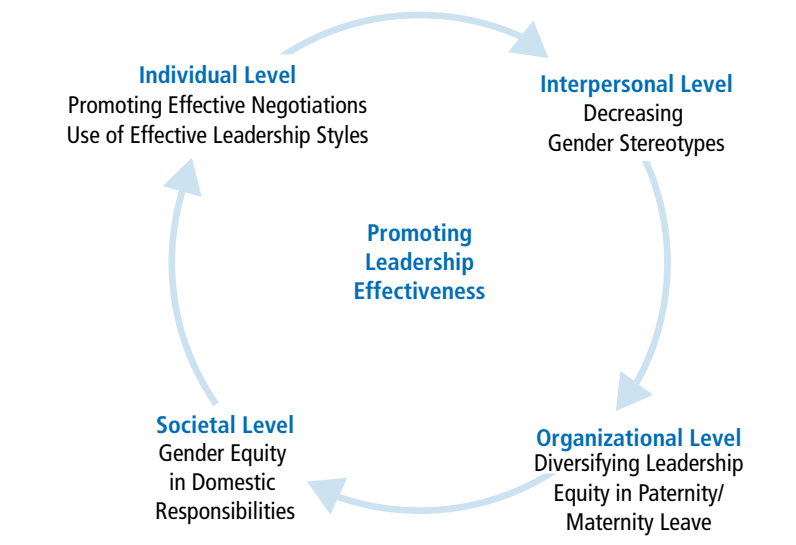 Individual Level
Promoting Effective Negotiations
Use of Effective Leadership Styles
Interpersonal Level
Decreasing
Gender Stereotypes
Promoting
Leadership
Effectiveness
Societal Level
Gender Equity
in Domestic
Responsibilities
Organizational Level
Diversifying Leadership
Equity in Paternity/
Maternity Leave